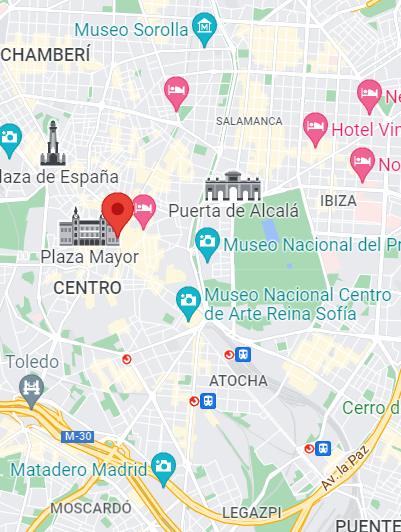 Museo Sorolla
CHAMBERÍ
SALAMANCA
Ne
Hotel Vin
No
laza de España
IBIZA
Puerta de Alcalá
Museo Nacional del Pr
Plaza Mayor
CENTRO
Museo Nacional Centro
de Arte Reina Sofía
Toledo
ATOCHA
Cerro d
M-30
Av. la Paz
Matadero Madrid
MOSCARDÓ
LEGAZPI
PUENTE